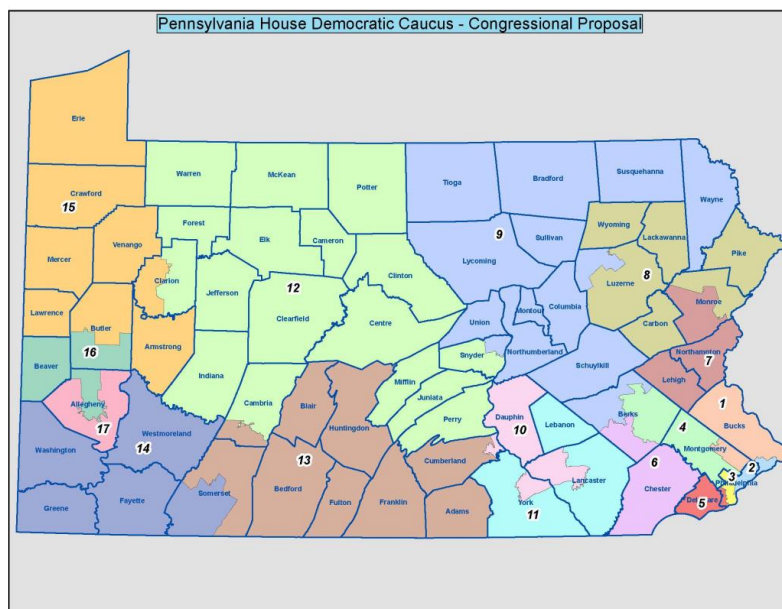 Pennsylvania House Democratic Caucus - Congressional Proposal
Erie
Warren
McKean
Potter
Tioga
Bradford
Susquehanna
Wayne
Crawford
15
Forest
Elk
Cameron
9
Sullivan
Wyoming
Lackawanna
Pike
Mercer
Venango
Clarion
Jefferson
12
Clinton
Lycoming
Columbia
Luzerne
8
Monroe
Lawrence
Butler
Armstrong
Clearfield
Centre
Union
Montour
Northumberland
Carbon
Northampton
7
16
Beaver
Indiana
Cambria
Snyder
Mifflin
Juniata
Perry
Schuylkill
Lehigh
Allegheny
17
Westmoreland
14
Blair
Huntingdon
Dauphin
10
Lebanon
Berks
4
1
Bucks
Washington
13
Cumberland
Lancaster
6
Montgomery
3
2
Philadelphia
Greene
Fayette
Somerset
Bedford
Fulton
Franklin
Adams
York
11
Chester
Delaware
5